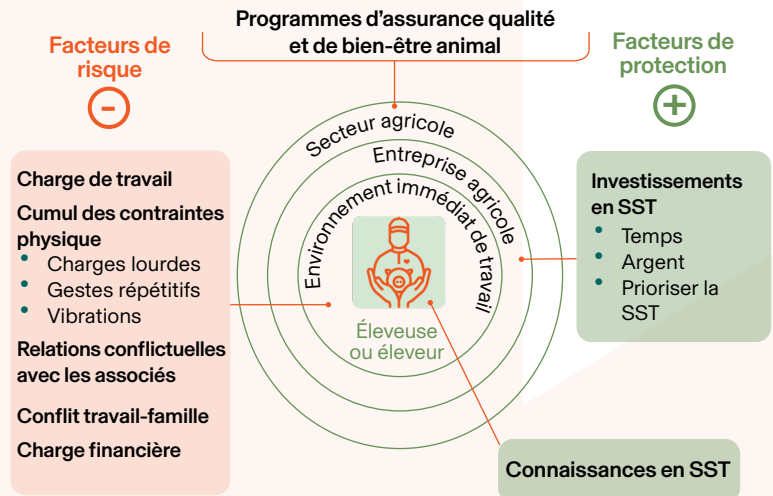 Programmes d’assurance qualité
et de bien-être animal
Facteurs de
risque
-
Charge de travail
Cumul des contraintes
physique
• Charges lourdes
• Gestes répétitifs
• Vibrations
Relations conflictuelles
avec les associés
Conflit travail-famille
Charge financière
Secteur agricole
Entreprise agricole
Environnement immédiat de travail
Éleveuse
ou éleveur
Facteurs de
protection
+
Investissements
en SST
• Temps
• Argent
• Prioriser la
SST
Connaissances en SST